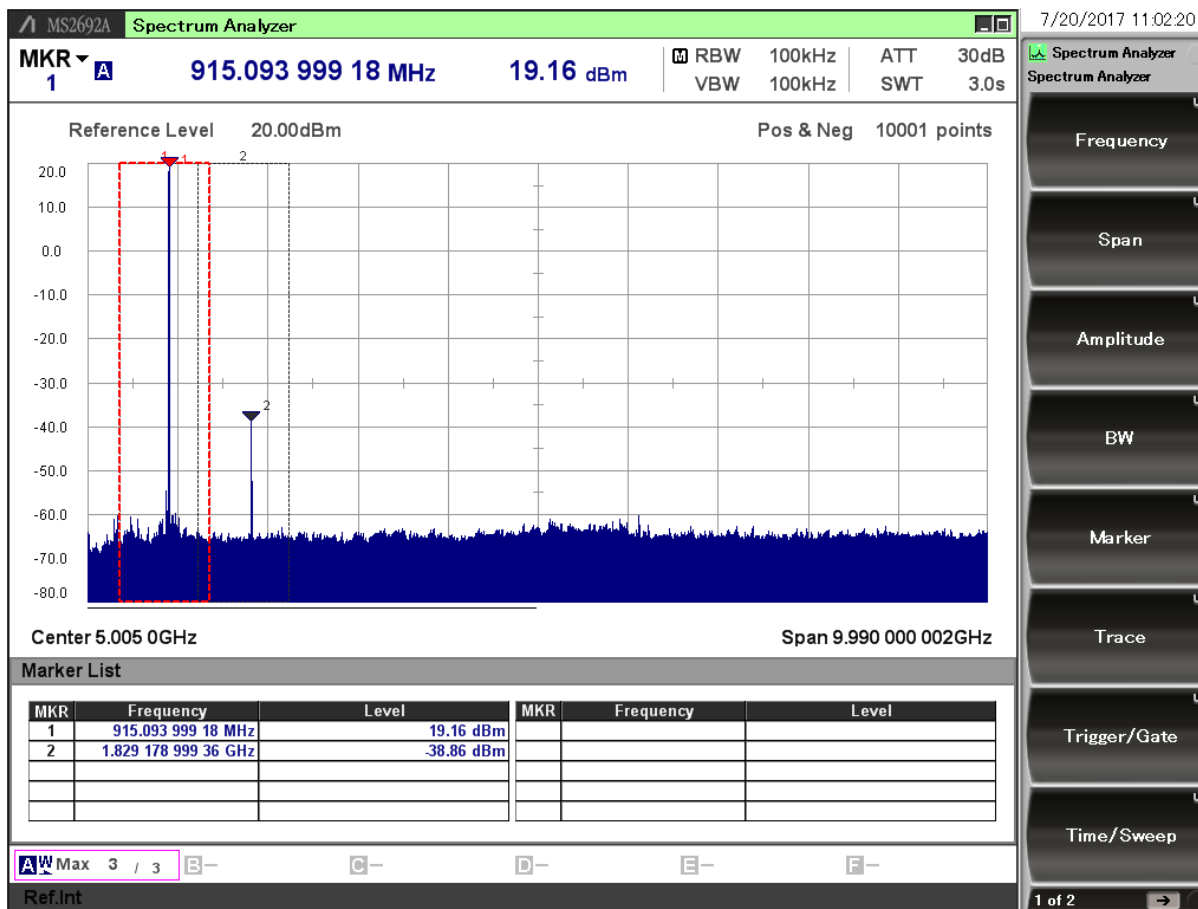 MS2692A Spectrum Analyzer
7/20/2017 11:02:20
MKR 1 A 915.093 999 18 MHz 19.16 dBm
M RBW 100kHz ATT 30dB
VBW 100kHz SWT 3.0s
Reference Level 20.00dBm Pos & Neg 10001 points
1 1 2
20.0
10.0
0.0
-10.0
-20.0
-30.0
2
-40.0
-50.0
-60.0
-70.0
-80.0
Center 5.005 0GHz Span 9.990 000 002GHz
Marker List
MKR Frequency Level MKR Frequency Level
1 915.093 999 18 MHz 19.16 dBm
2 1.829 178 999 36 GHz -38.86 dBm
A W Max 3 / 3 B- C- D- E- F-
Ref.Int
Spectrum Analyzer
Spectrum Analyzer
Frequency
Span
Amplitude
BW
Marker
Trace
Trigger/Gate
Time/Sweep
1 of 2